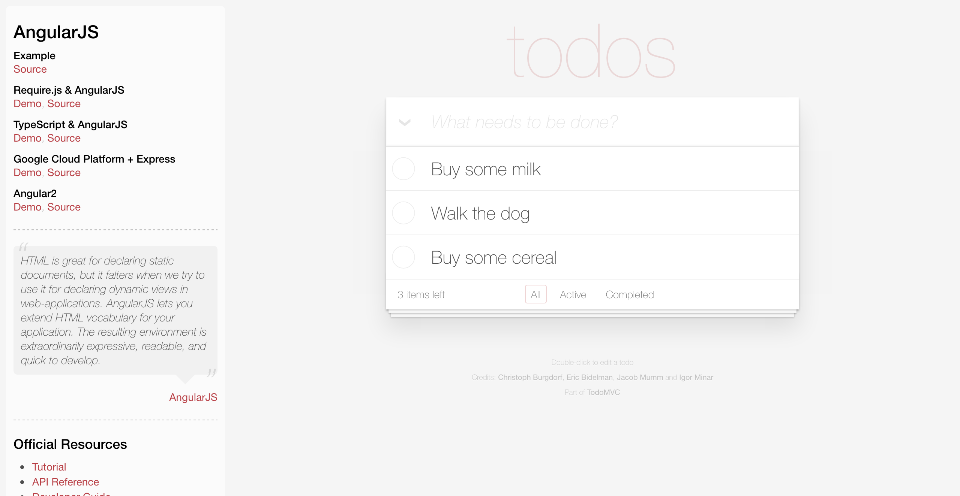 AngularJS
Example
Source
Require.js & AngularJS
Demo, Source
TypeScript & AngularJS
Demo, Source
Google Cloud Platform + Express
Demo, Source
Angular2
Demo, Source
“
HTML is great for declaring static
documents, but it falters when we try to
use it for declaring dynamic views in
web-applications. AngularJS lets you
extend HTML vocabulary for your
application. The resulting environment is
extraordinarily expressive, readable, and
quick to develop.
”
AngularJS
Official Resources
• Tutorial
• API Reference
• Developer Guide
todos
What needs to be done?
Buy some milk
Walk the dog
Buy some cereal
3 items left
All
Active
Completed
Double-click to edit a todo
Credits: Christoph Burgdorf, Eric Bidelman, Jacob Mumm and Igor Minar
Part of TodoMVC